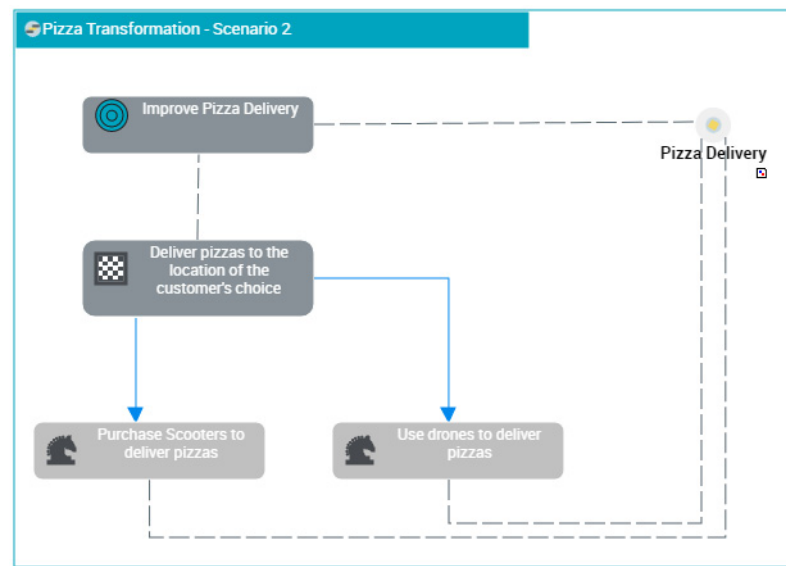 Pizza Transformation - Scenario 2
Improve Pizza Delivery
Pizza Delivery
Deliver pizzas to the
location of the
customer's choice
Purchase Scooters to
deliver pizzas
Use drones to deliver
pizzas